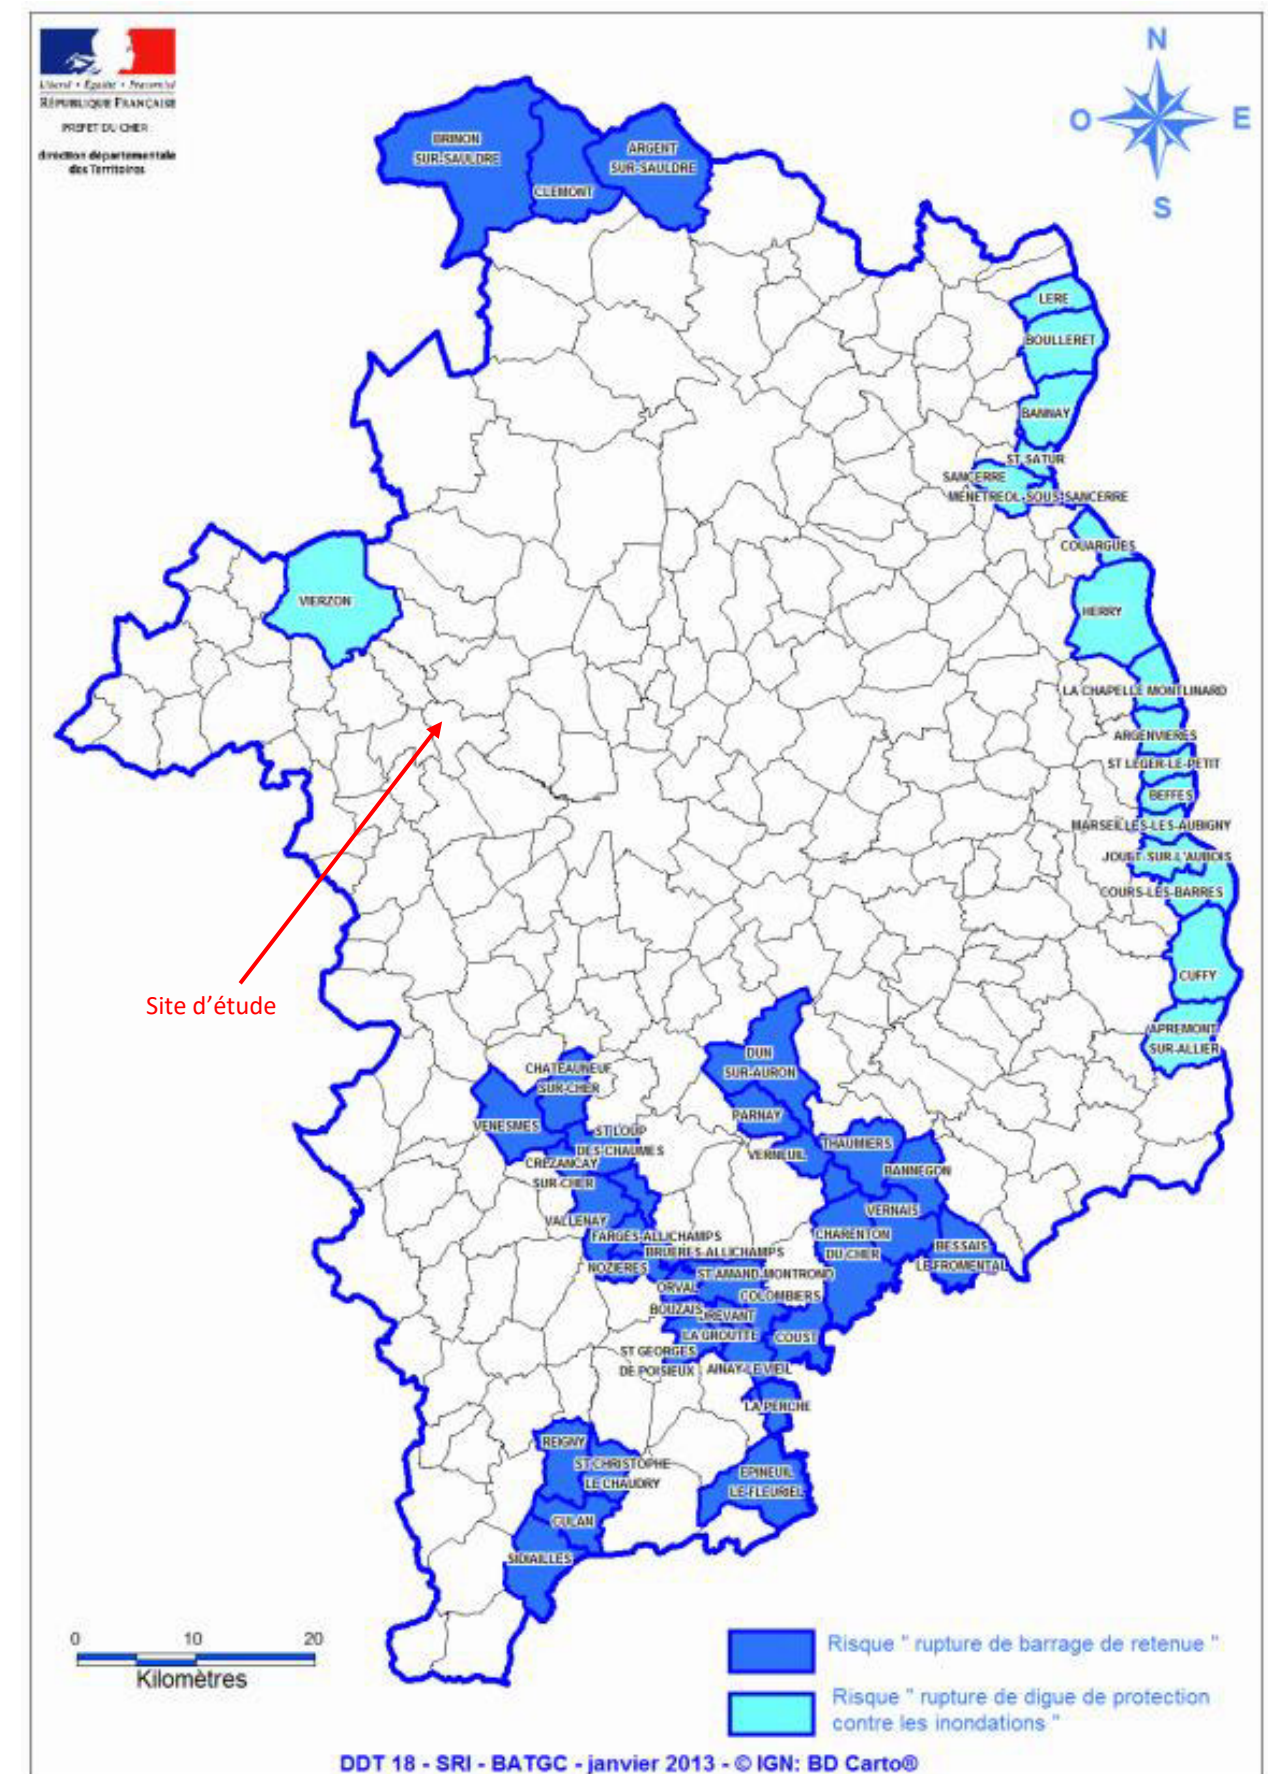 Liberté • Égalité • Fraternité
RÉPUBLIQUE FRANÇAISE
PREFET DU CHER
direction départementale
des Territoires
N
O
E
S
BRINON
SUR-SAULDRE
CLEMONT
ARGENT
SUR-SAULDRE
LERE
BOULLERET
BANNAY
ST SATUR
SANCERRE
MENETREOL-SOUS-SANCERRE
COUARGUES
VIERZON
HERRY
LA CHAPELLE MONTLINARD
ARGENVIERES
ST LEGER-LE-PETIT
BEFFES
MARSEILLES-LES-AUBIGNY
JOUET-SUR-L'AUBOIS
COURS-LES-BARRES
CUFFY
Site d'étude
APREMONT
SUR-ALLIER
DUN
SUR-AURON
CHATEAUNEUF
SUR-CHER
PARNAY
VENESMES
ST LOUP
DES-CHAUMES
THAUMIERS
VERNEUIL
CREZANCAY
SUR-CHER
BANNEGON
VERNAIS
VALLENAY
FARGES-ALLICHAMPS
CHARENTON
DU CHER
BRUERES-ALLICHAMPS
BESSAIS
LE-FROMENTAL
NOZIERES
ST AMAND-MONTROND
ORVAL
COLOMBIERS
BOUZAIS
DREVANT
LA GROUTTE
COUST
ST GEORGES
DE POISIEUX
AINAY-LE-VIEIL
LA PERCHE
REIGNY
ST CHRISTOPHE
LE CHAUDRY
EPINEUIL
LE-FLEURIEL
CULAN
SIDIAILLES
0
10
20
Kilomètres
Risque " rupture de barrage de retenue "
Risque " rupture de digue de protection
contre les inondations "
DDT 18 - SRI - BATGC - janvier 2013 - © IGN: BD Carto®